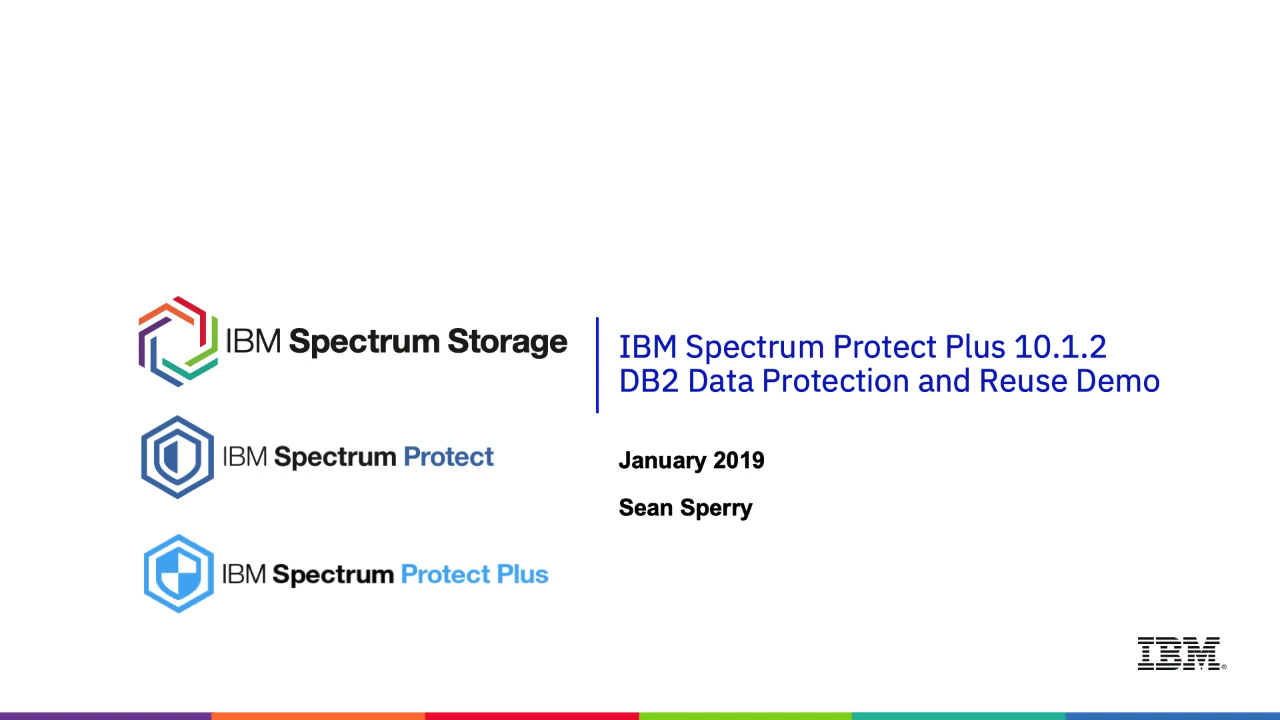 IBM Spectrum Storage
IBM Spectrum Protect
IBM Spectrum Protect Plus
IBM Spectrum Protect Plus 10.1.2
DB2 Data Protection and Reuse Demo
January 2019
Sean Sperry
IBM®